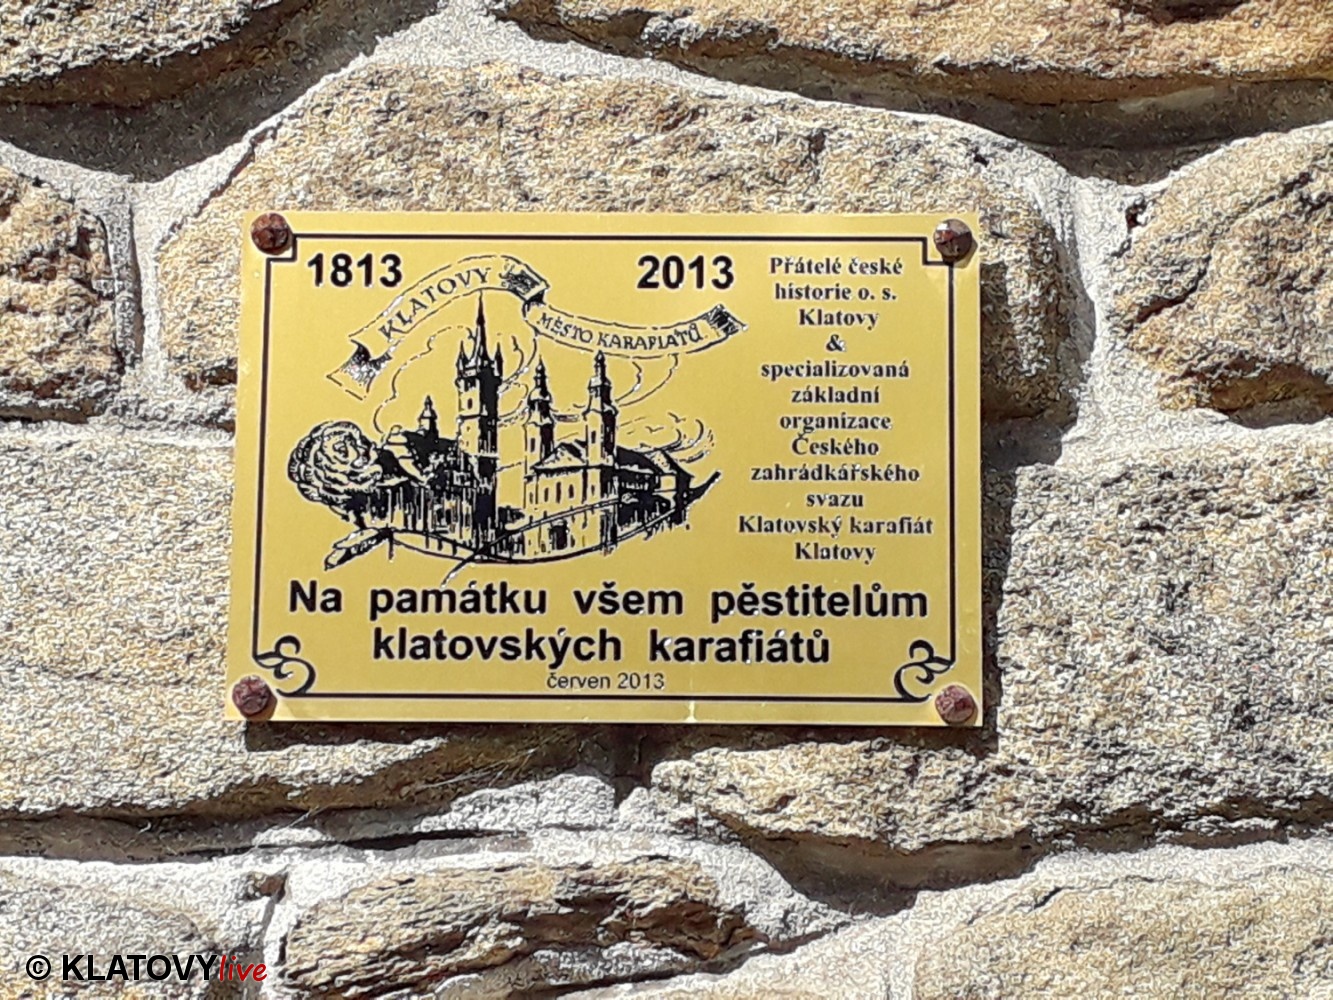 1813
2013
KLATOVY
MĚSTO KARAFIÁTŮ
Přátelé české
historie o. s.
Klatovy
&
specializovaná
základní
organizace
Českého
zahrádkářského
svazu
Klatovský karafiát
Klatovy
Na památku všem pěstitelům
klatovských karafiátů
červen 2013
© KLATOVYlive